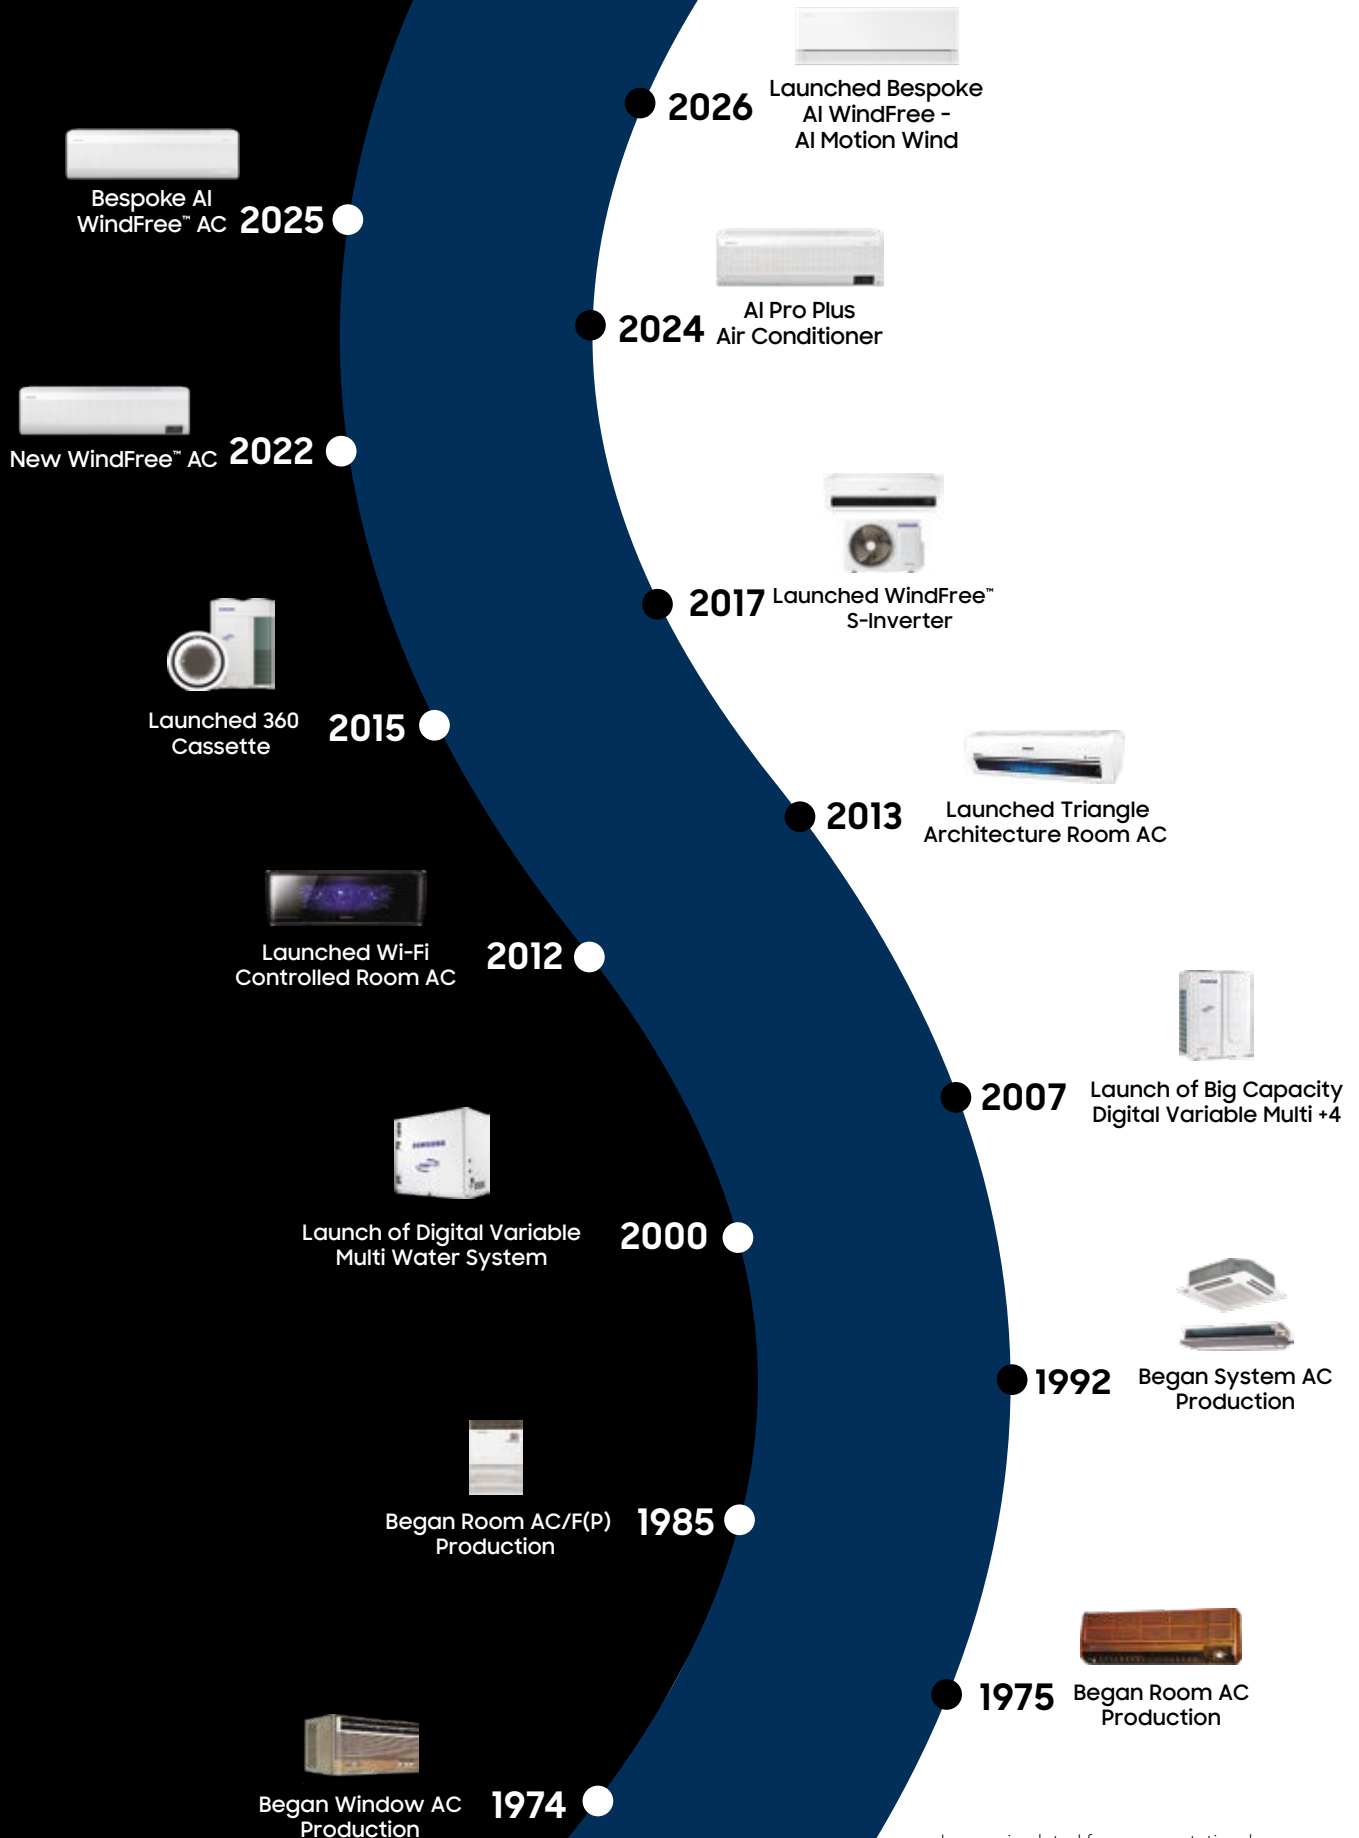 2026
Launched Bespoke
AI WindFree -
AI Motion Wind
Bespoke AI
WindFree™ AC
2025
2024
AI Pro Plus
Air Conditioner
New WindFree™ AC
2022
2017
Launched WindFree™
S-Inverter
Launched 360
Cassette
2015
2013
Launched Triangle
Architecture Room AC
Launched Wi-Fi
Controlled Room AC
2012
2007
Launch of Big Capacity
Digital Variable Multi +4
SAMSUNG
Launch of Digital Variable
Multi Water System
2000
1992
Began System AC
Production
Began Room AC/F(P)
Production
1985
1975
Began Room AC
Production
Began Window AC
Production
1974